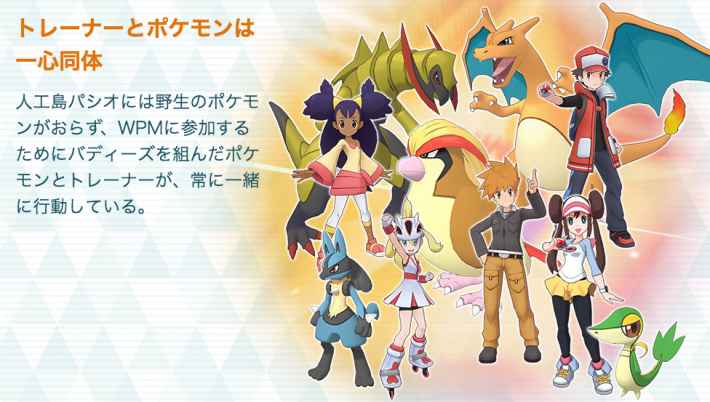 トレーナーとポケモンは
一心同体
人工島パシオには野生のポケモ
ンがおらず、WPMに参加する
ためにバディーズを組んだポケ
モンとトレーナーが、常に一緒
に行動している。